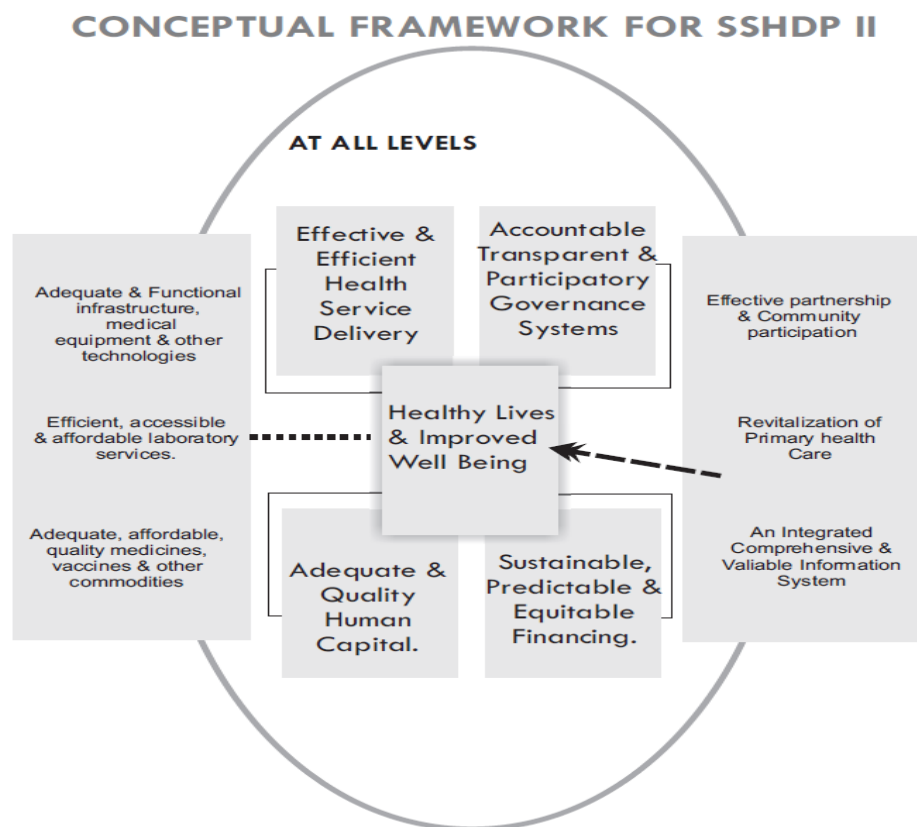 CONCEPTUAL FRAMEWORK FOR SSHDP II
AT ALL LEVELS
Effective &
Efficient
Health
Service
Delivery
Accountable
Transparent &
Participatory
Governance
Systems
Adequate & Functional
infrastructure,
medical
equipment & other
technologies
Efficient, accessible
& affordable laboratory
services.
Adequate, affordable,
quality medicines,
vaccines & other
commodities
Healthy Lives
& Improved
Well Being
Effective partnership
& Community
participation
Revitalization of
Primary health
Care
An Integrated
Comprehensive &
Valiable Information
System
Adequate &
Quality
Human
Capital.
Sustainable,
Predictable &
Equitable
Financing.